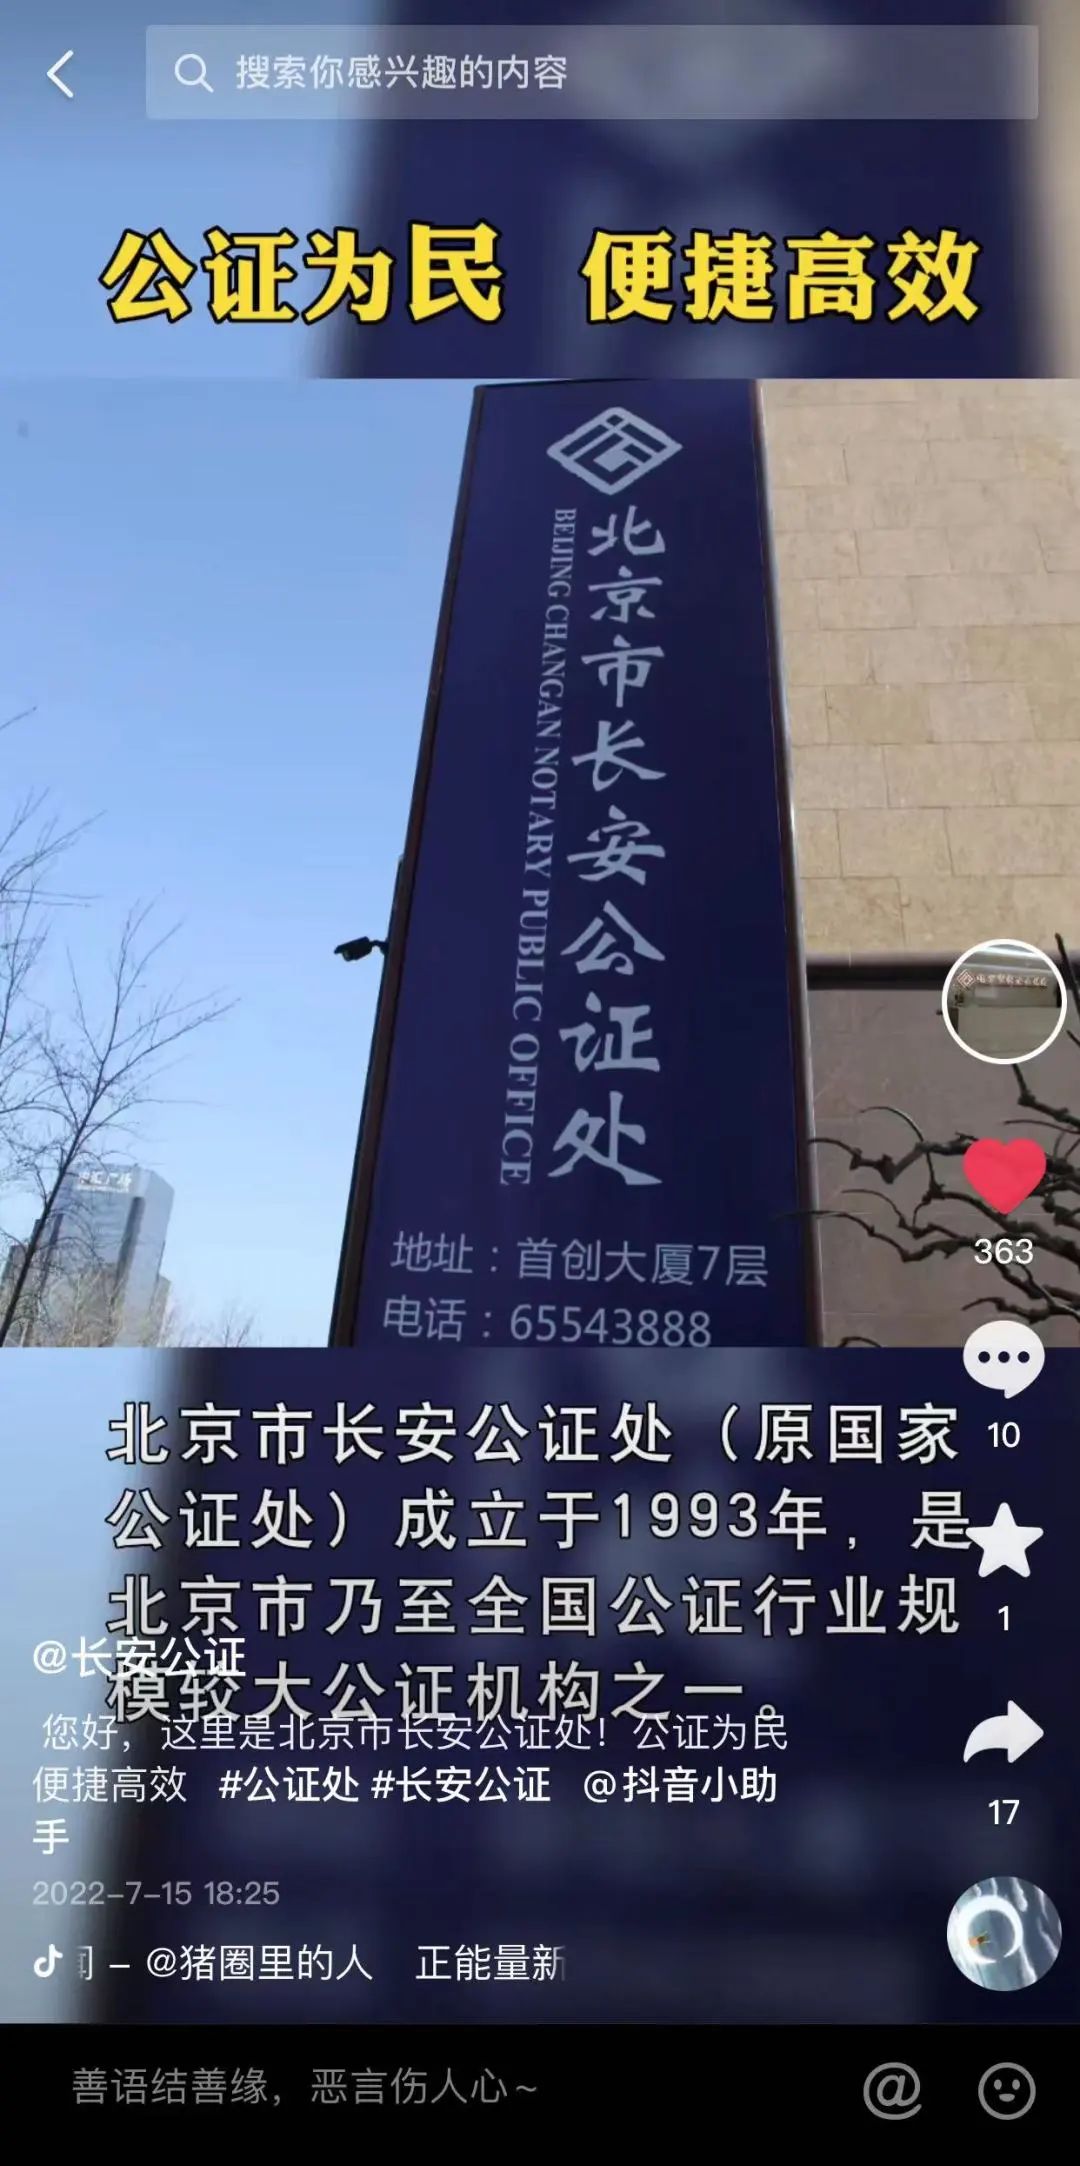 搜索你感兴趣的内容
公证为民 便捷高效
北京市长安公证处
BEIJING CHANGAN NOTARY PUBLIC OFFICE
地址：首创大厦7层
电话：65543888
363
北京市长安公证处（原国家
公证处）成立于1993年，是
北京市乃至全国公证行业规
模较大公证机构之一。
10
1
@长安公证
您好，这里是北京市长安公证处！公证为民
便捷高效 #公证处 #长安公证 @抖音小助
手
17
2022-7-15 18:25
闻 - @猪圈里的人 正能量新
善语结善缘，恶言伤人心~